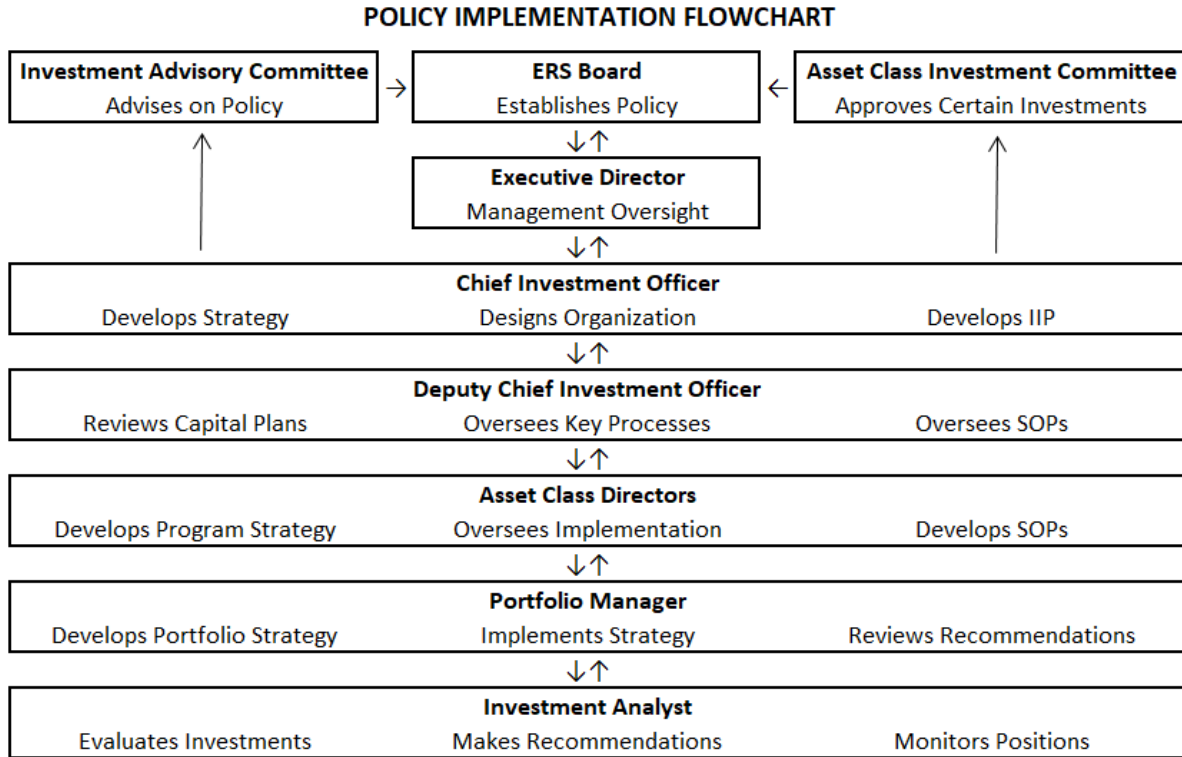 POLICY IMPLEMENTATION FLOWCHART
Investment Advisory Committee
Advises on Policy
→
ERS Board
Establishes Policy
←
Asset Class Investment Committee
Approves Certain Investments
↓↑
Executive Director
Management Oversight
↓↑
Chief Investment Officer
Develops Strategy Designs Organization Develops IIP
↓↑
Deputy Chief Investment Officer
Reviews Capital Plans Oversees Key Processes Oversees SOPs
↓↑
Asset Class Directors
Develops Program Strategy Oversees Implementation Develops SOPs
↓↑
Portfolio Manager
Develops Portfolio Strategy Implements Strategy Reviews Recommendations
↓↑
Investment Analyst
Evaluates Investments Makes Recommendations Monitors Positions